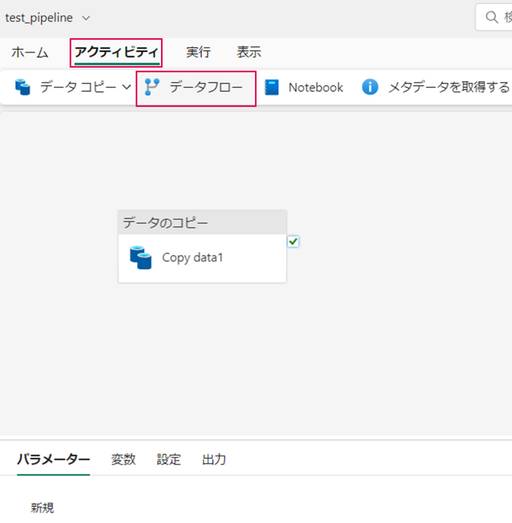 test_pipeline
検
ホーム アクティビティ 実行 表示
データ コピー データフロー Notebook メタデータを取得する
データのコピー
Copy data1
パラメーター 変数 設定 出力
新規